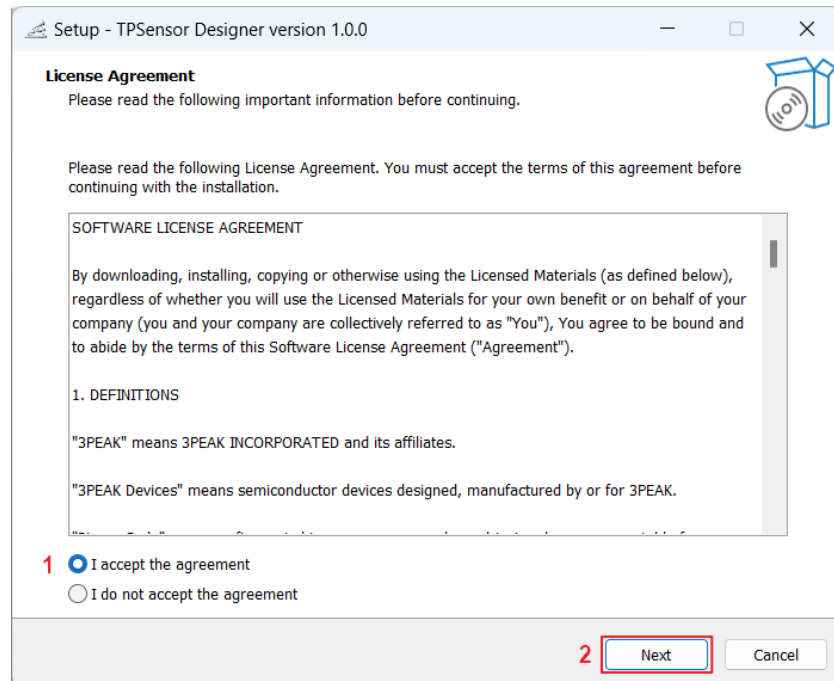 Setup - TPSensor Designer version 1.0.0
License Agreement
Please read the following important information before continuing.
Please read the following License Agreement. You must accept the terms of this agreement before
continuing with the installation.
SOFTWARE LICENSE AGREEMENT
By downloading, installing, copying or otherwise using the Licensed Materials (as defined below),
regardless of whether you will use the Licensed Materials for your own benefit or on behalf of your
company (you and your company are collectively referred to as "You"), You agree to be bound and
to abide by the terms of this Software License Agreement ("Agreement").
1. DEFINITIONS
"3PEAK" means 3PEAK INCORPORATED and its affiliates.
"3PEAK Devices" means semiconductor devices designed, manufactured by or for 3PEAK.
1 I accept the agreement
I do not accept the agreement
2 Next Cancel